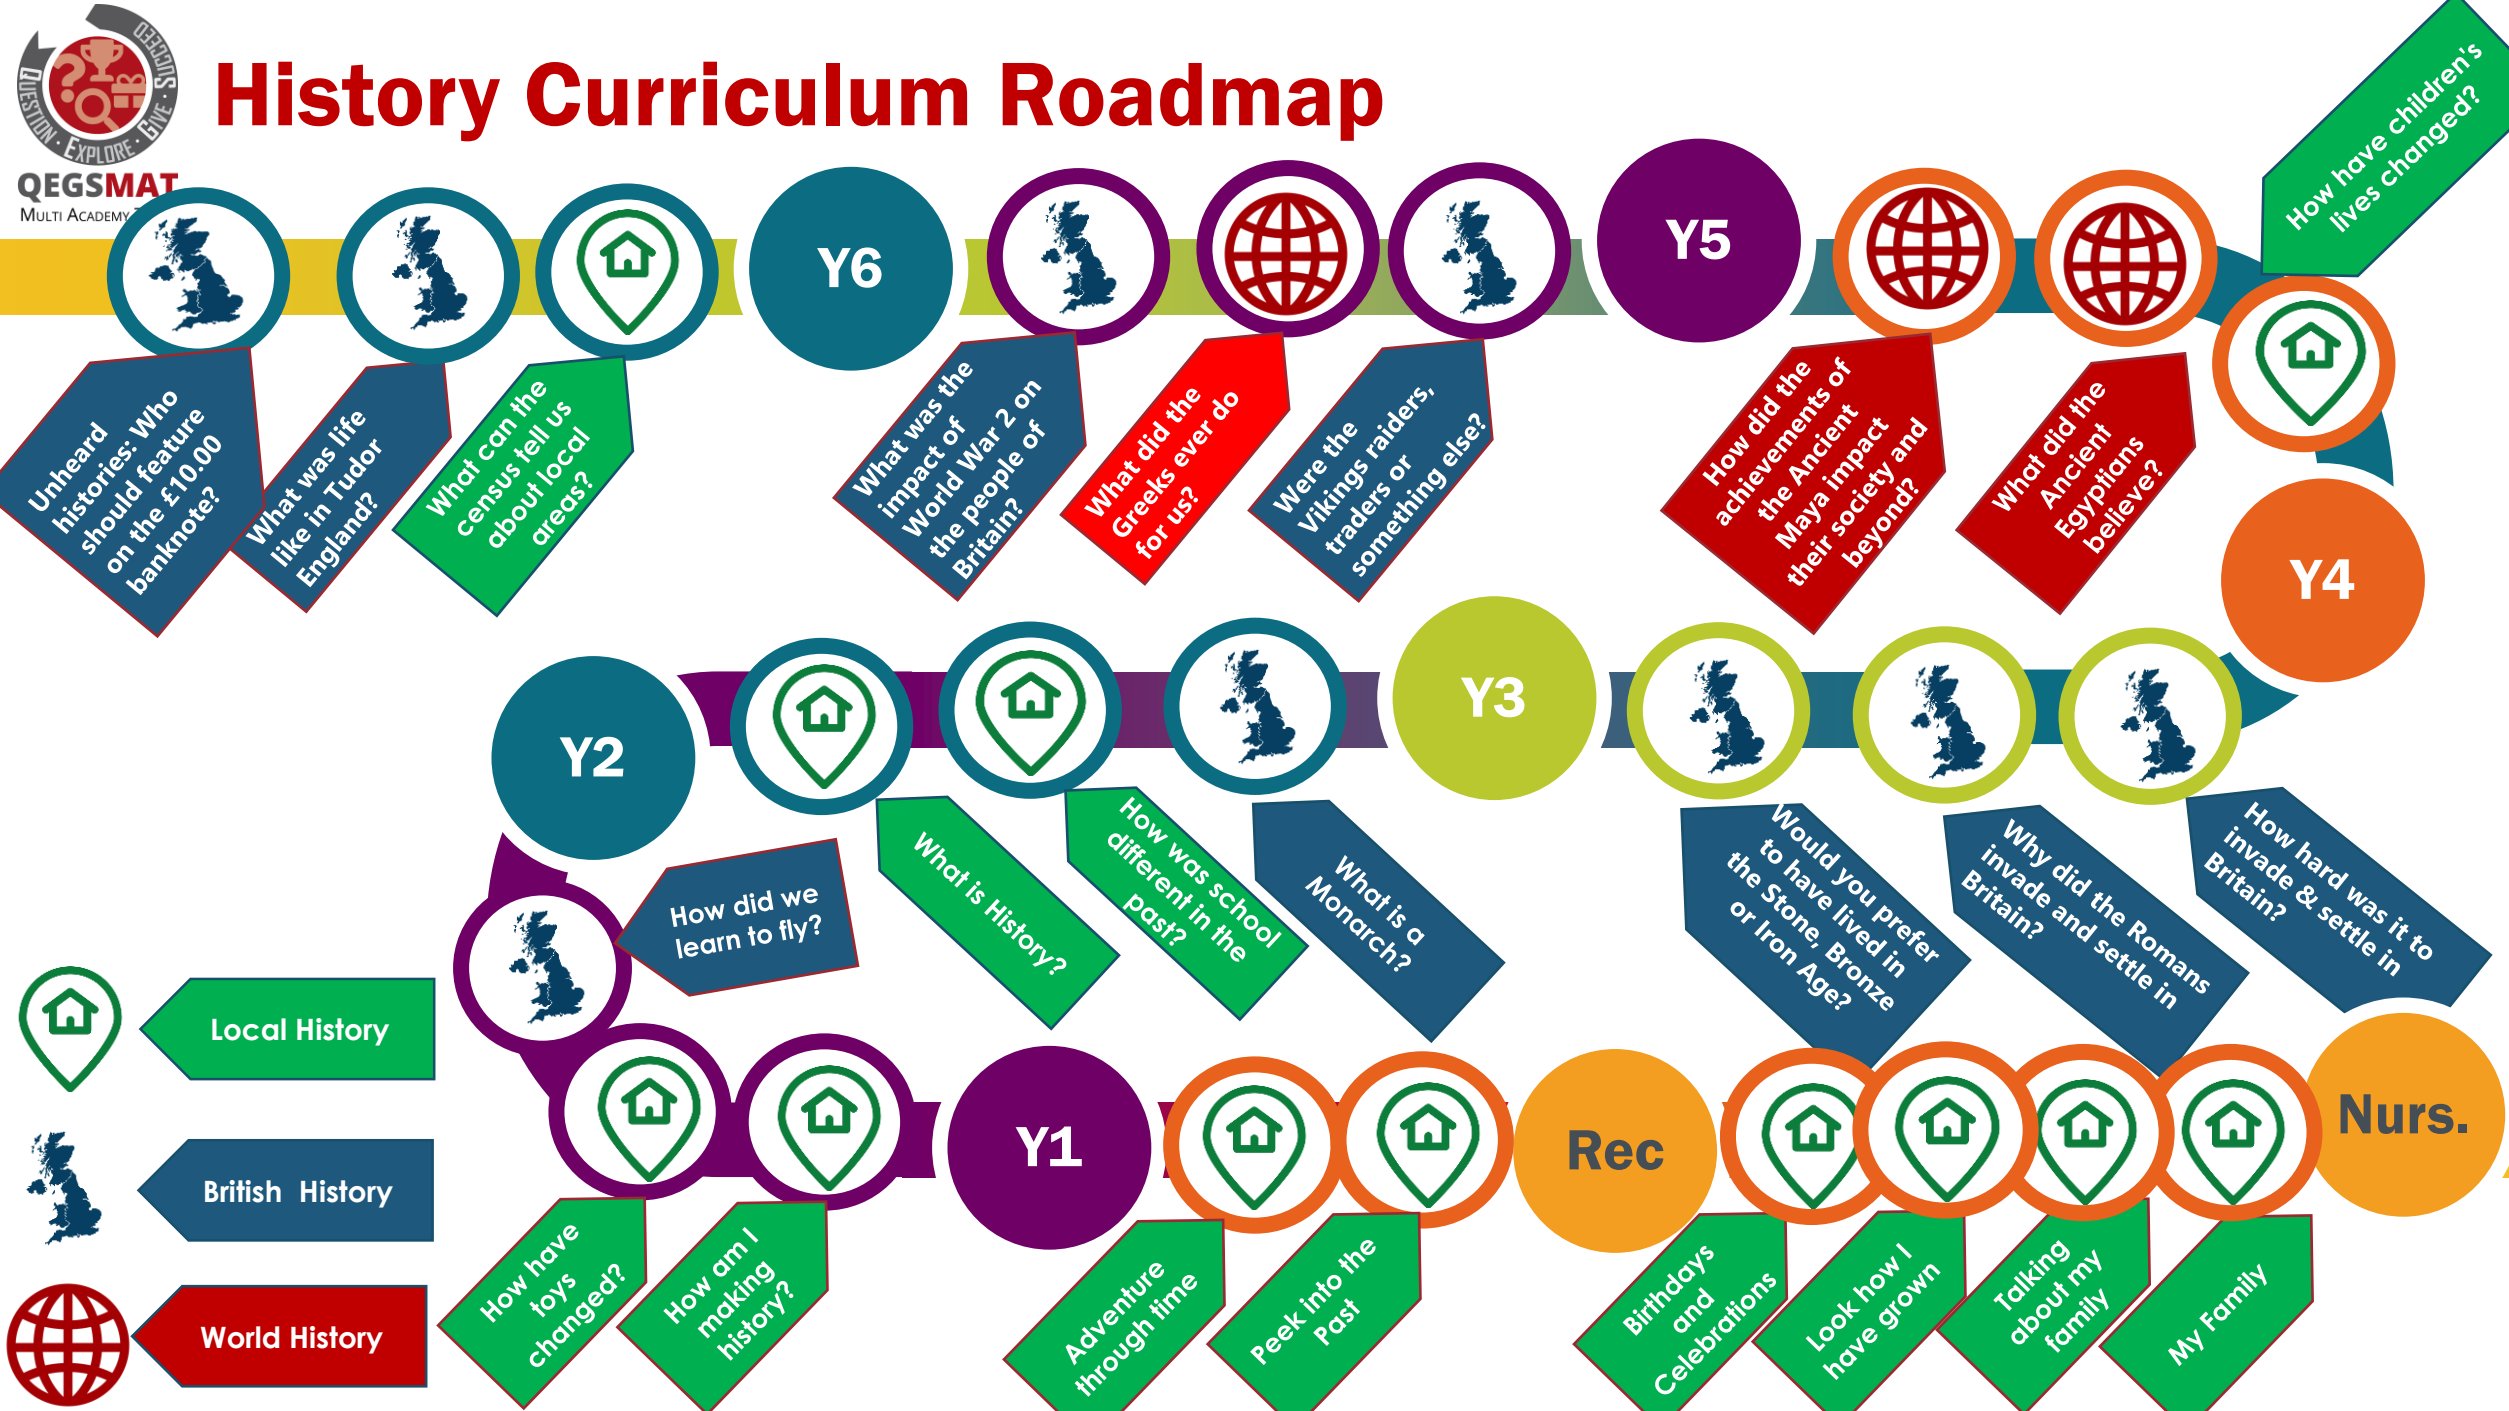 QUESTION · EXPLORE · GIVE · SUCCEED
QEGSMAT
MULTI ACADEMY
History Curriculum Roadmap
How have children's
lives changed?
Y6
Y5
Unheard
histories: Who
should feature
on the £10.00
banknote?
What was life
like in Tudor
England?
What can the
census tell us
about local
areas?
What was the
impact of
World War 2 on
the people of
Britain?
What did the
Greeks ever do
for us?
Were the
Vikings raiders,
traders or
something else?
How did the
achievements of
the Ancient
Maya impact
their society and
beyond?
What did the
Ancient
Egyptians
believe?
Y4
Y2
Y3
How did we
learn to fly?
What is History?
How was school
different in the
past?
What is a
Monarch?
Would you prefer
to have lived in
the Stone, Bronze
or Iron Age?
Why did the Romans
invade and settle in
Britain?
How hard was it to
invade & settle in
Britain?
Local History
British History
World History
Y1
Rec
Nurs.
How have
toys
changed?
How am I
making
history?
Adventure
through time
Peek into the
Past
Birthdays
and
Celebrations
Look how I
have grown
Talking
about my
family
My Family